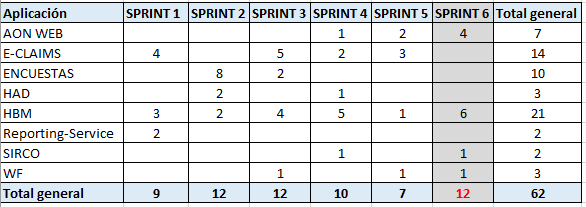 Aplicación SPRINT 1 SPRINT 2 SPRINT 3 SPRINT 4 SPRINT 5 SPRINT 6 Total general
AON WEB 1 2 4 7
E-CLAIMS 4 5 2 3 14
ENCUESTAS 8 2 10
HAD 2 1 3
HBM 3 2 4 5 1 6 21
Reporting-Service 2 2
SIRCO 1 1 2
WF 1 1 1 3
Total general 9 12 12 10 7 12 62